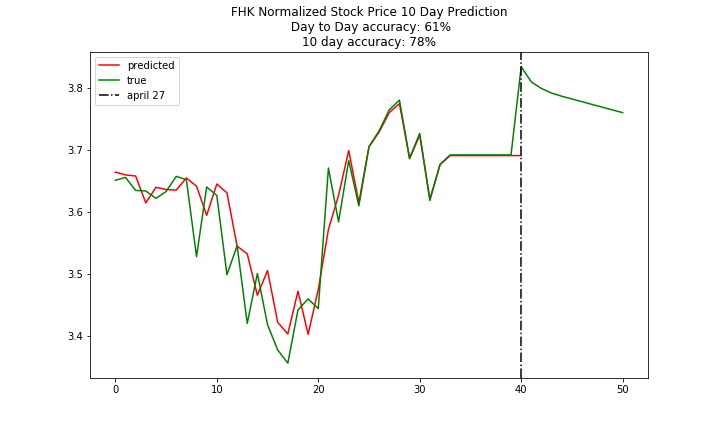 FHK Normalized Stock Price 10 Day Prediction
Day to Day accuracy: 61%
10 day accuracy: 78%
predicted
true
april 27
3.8
3.7
3.6
3.5
3.4
0 10 20 30 40 50